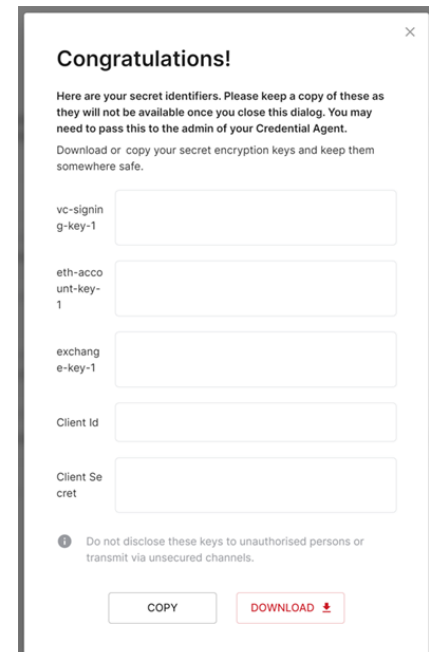 Congratulations!
Here are your secret identifiers. Please keep a copy of these as
they will not be available once you close this dialog. You may
need to pass this to the admin of your Credential Agent.
Download or copy your secret encryption keys and keep them
somewhere safe.
vc-signin
g-key-1
eth-acco
unt-key-
1
exchang
e-key-1
Client Id
Client Se
cret
Do not disclose these keys to unauthorised persons or
transmit via unsecured channels.
COPY
DOWNLOAD